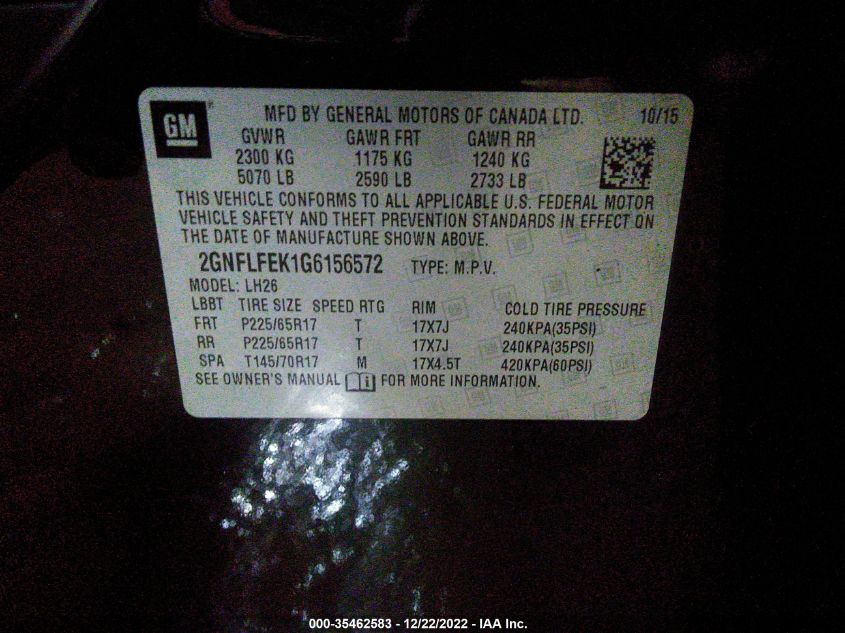 GM
MFD BY GENERAL MOTORS OF CANADA LTD. 10/15
GVWR GAWR FRT GAWR RR
2300 KG 1175 KG 1240 KG
5070 LB 2590 LB 2733 LB
THIS VEHICLE CONFORMS TO ALL APPLICABLE U.S. FEDERAL MOTOR
VEHICLE SAFETY AND THEFT PREVENTION STANDARDS IN EFFECT ON
THE DATE OF MANUFACTURE SHOWN ABOVE.
2GNFLFEK1G6156572 TYPE: M.P.V.
MODEL: LH26
LBBT TIRE SIZE SPEED RTG RIM COLD TIRE PRESSURE
FRT P225/65R17 T 17X7J 240KPA(35PSI)
RR P225/65R17 T 17X7J 240KPA(35PSI)
SPA T145/70R17 M 17X4.5T 420KPA(60PSI)
SEE OWNER'S MANUAL i FOR MORE INFORMATION.
000-35462583 - 12/22/2022 - IAA Inc.